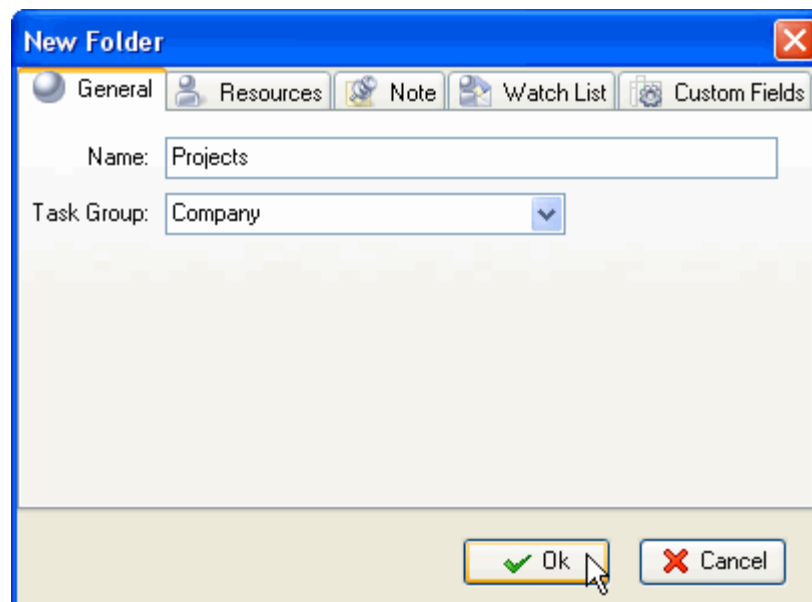 New Folder
General Resources Note Watch List Custom Fields
Name: Projects
Task Group: Company
Ok Cancel